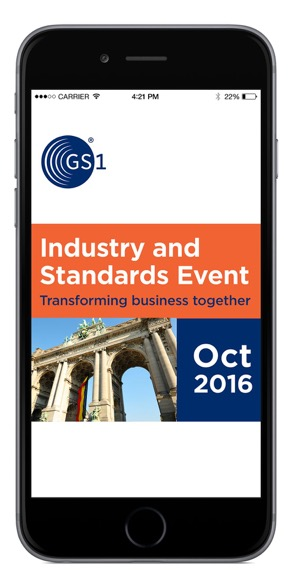 ●●●○○ CARRIER 4:21 PM 22%
GS1®
Industry and
Standards Event
Transforming business together
Oct
2016